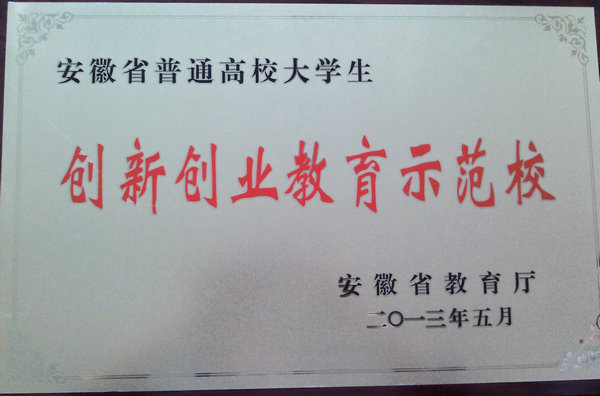 安徽省普通高校大学生
创新创业教育示范校
安徽省教育厅
二〇一三年五月